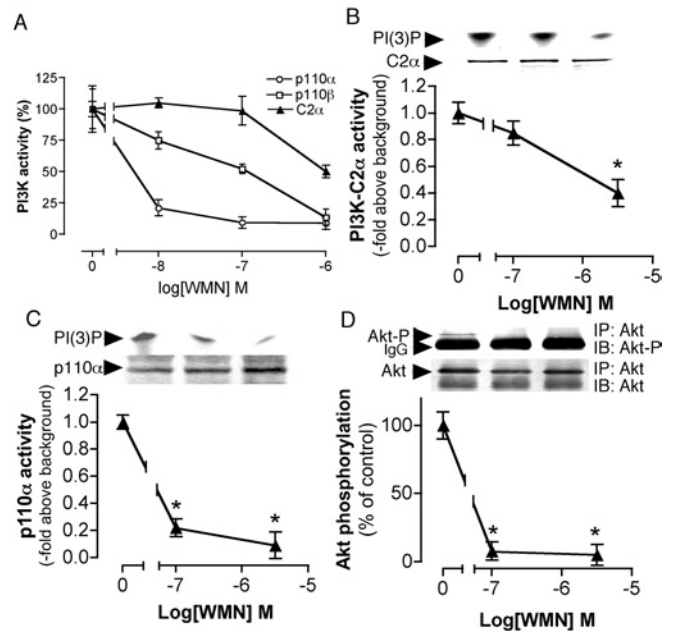 A
p110α
p110β
C2α
PI3K activity (%)
125
100
75
50
25
0
0 -8 -7 -6
log[WMN] M
B
PI(3)P
C2α
PI3K-C2α activity
(-fold above background)
1.2
1.0
0.8
0.6
0.4
0.2
0.0
*
0 -7 -6 -5
Log[WMN] M
C
PI(3)P
p110α
p110α activity
(-fold above background)
1.2
1.0
0.8
0.6
0.4
0.2
0.0
* *
0 -7 -6 -5
Log[WMN] M
D
Akt-P IP: Akt
IgG IB: Akt-P
Akt IP: Akt
IB: Akt
Akt phosphorylation
(% of control)
100
50
0
* *
0 -7 -6 -5
Log[WMN] M